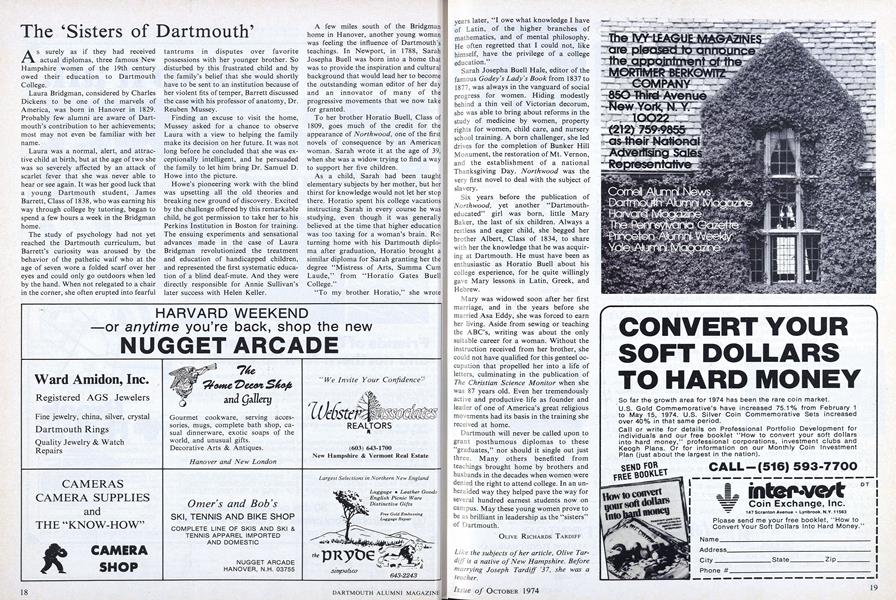 The 'Sisters of Dartmouth'
As surely as if they had received
actual diplomas, three famous New
Hampshire women of the 19th century
owed their education to Dartmouth
College.
Laura Bridgman, considered by Charles
Dickens to be one of the marvels of
America, was born in Hanover in 1829.
Probably few alumni are aware of Dart-
mouth's contribution to her achievements;
most may not even be familiar with her
name.
Laura was a normal, alert, and attrac-
tive child at birth, but at the age of two she
was so severely affected by an attack of
scarlet fever that she was never able to
hear or see again. It was her good luck that
a young Dartmouth student, James
Barrett, Class of 1838, who was earning his
way through college by tutoring, began to
spend a few hours a week in the Bridgman
home.
The study of psychology had not yet
reached the Dartmouth curriculum, but
Barrett's curiosity was aroused by the
behavior of the pathetic waif who at the
age of seven wore a folded scarf over her
eyes and could only go outdoors when led
by the hand. When not relegated to a chair
in the corner, she often erupted into fearful
tantrums in disputes over favorite
possessions with her younger brother. So
disturbed by this frustrated child and by
the family's belief that she would shortly
have to be sent to an institution because of
her violent fits of temper, Barrett discussed
the case with his professor of anatomy, Dr.
Reuben Mussey.
Finding an excuse to visit the home,
Mussey asked for a chance to observe
Laura with a view to helping the family
make its decision on her future. It was not
long before he concluded that she was ex-
ceptionally intelligent, and he persuaded
the family to let him bring Dr. Samuel D.
Howe into the picture.
Howe's pioneering work with the blind
was upsetting all the old theories and
breaking new ground of discovery. Excited
by the challenge offered by this remarkable
child, he got permission to take her to his
Perkins Institution in Boston for training.
The ensuing experiments and sensational
advances made in the case of Laura
Bridgman revolutionized the treatment
and education of handicapped children,
and represented the first systematic educa-
tion of a blind deaf-mute. And they were
directly responsible for Annie Sullivan's
later success with Helen Keller.
A few miles south of the Bridgman
home in Hanover, another young woman
was feeling the influence of Dartmouth's
teachings. In Newport, in 1788, Sarah
Josepha Buell was born into a home that
was to provide the inspiration and cultural
background that would lead her to become
the outstanding woman editor of her day
and an innovator of many of the
progressive movements that we now take
for granted.
To her brother Horatio Buell, Class of
1809, goes much of the credit for the
appearance of Northwood, one of the first
novels of consequence by an American
woman. Sarah wrote it at the age of 39,
when she was a widow trying to find a way
to support her five children.
As a child, Sarah had been taught
elementary subjects by her mother, but her
thirst for knowledge would not let her stop
there. Horatio spent his college vacations
instructing Sarah in every course he was
studying, even though it was generally
believed at the time that higher education
was too taxing for a woman's brain. Re-
turning home with his Dartmouth diplo-
ma after graduation, Horatio brought a
similar diploma for Sarah granting her the
degree "Mistress of Arts, Summa Cum
Laude," from "Horatio Gates Buell
College."
"To my brother Horatio," she wrote
HARVARD WEEKEND
—or anytime you're back, shop the new
NUGGET ARCADE
Ward Amidon, Inc.
Registered AGS Jewelers
Fine jewelry, china, silver, crystal
Dartmouth Rings
Quality Jewelry & Watch
Repairs
The
Home Decor Shop
and Gallery
Gourmet cookware, serving acces-
sories, mugs, complete bath shop, ca-
sual dinnerware, exotic soaps of the
world, and unusual gifts.
Decorative Arts & Antiques.
Hanover and New London
"We Invite Your Confidence"
Webster Associates
REALTORS
(603) 643-1700
New Hampshire & Vermont Real Estate
CAMERAS
CAMERA SUPPLIES
and
THE "KNOW-HOW"
CAMERA
SHOP
Omer's and Bob's
SKI, TENNIS AND BIKE SHOP
COMPLETE LINE OF SKIS AND SKI &
TENNIS APPAREL IMPORTED
AND DOMESTIC
NUGGET ARCADE
HANOVER, N.H. 03755
Largest Selections in Northern New England
Luggage • Leather Goods
English Picnic Ware
Distinctive Gifts
Free Gold Embossing
Luggage Repair
the PRYDE
simpatico
643-2243
18
DARTMOUTH ALUMNI MAGAZINE
years later, "I owe what knowledge I have
of Latin, of the higher branches of
mathematics, and of mental philosophy.
He often regretted that I could not, like
himself, have the privilege of a college
education."
Sarah Josepha Buell Hale, editor of the
famous Godey's Lady's Book from 1837 to
1877, was always in the vanguard of social
progress for women. Hiding modestly
behind a thin veil of Victorian decorum,
she was able to bring about reforms in the
study of medicine by women, property
rights for women, child care, and nursery
school training. A born challenger, she led
drives for the completion of Bunker Hill
Monument, the restoration of Mt. Vernon,
and the establishment of a national
Thanksgiving Day. Northwood was the
very first novel to deal with the subject of
slavery.
Six years before the publication of
Northwood, yet another "Dartmouth-
educated" girl was born, little Mary
Baker, the last of six children. Always a
restless and eager child, she begged her
brother Albert, Class of 1834, to share
with her the knowledge that he was acquir-
ing at Dartmouth. He must have been as
enthusiastic as Horatio Buell about his
college experience, for he quite willingly
gave Mary lessons in Latin, Greek, and
Hebrew.
Mary was widowed soon after her first
marriage, and in the years before she
married Asa Eddy, she was forced to earn
her living. Aside from sewing or teaching
the ABC's, writing was about the only
suitable career for a woman. Without the
instruction received from her brother, she
could not have qualified for this genteel oc-
cupation that propelled her into a life of
letters, culminating in the publication of
The Christian Science Monitor when she
was 87 years old. Even her tremendously
active and productive life as founder and
leader of one of America's great religious
movements had its basis in the training she
received at home.
Dartmouth will never be called upon to
grant posthumous diplomas to these
"graduates," nor should it single out just
three. Many others benefited from
teachings brought home by brothers and
husbands in the decades when women were
denied the right to attend college. In an un-
heralded way they helped pave the way for
several hundred earnest students now on
campus. May these young women prove to
be as brilliant in leadership as the "sisters"
of Dartmouth.
OLIVE RICHARDS TARDIFF
Like the subjects of her article, Olive Tar-
diff is a native of New Hampshire. Before
marrying Joseph Tardiff '37, she was a
teacher.
Issue of OCTOBER 1974
The IVY LEAGUE MAGAZINES
are pleased to announce
the appointment of the
MORTIMER BERKOWITZ
COMPANY
850 Third Avenue
New York, N. Y.
10022
(212) 759-9855
as their National
Advertising Sales
Representative
Cornell Alumni News
Dartmouth Alumni Magazine
Harvard Magazine
The Pennsylvania Gazette
Princeton Alumni Weekly
Yale Alumni Magazine
CONVERT YOUR
SOFT DOLLARS
TO HARD MONEY
So far the growth area for 1974 has been the rare coin market.
U.S. Gold Commemorative's have increased 75.1% from February 1
to May 15, 1974. U.S. Silver Coin Commemorative Sets increased
over 40% in that same period.
Call or write for details on Professional Portfolio Development for
individuals and our free booklet "How to convert your soft dollars
into hard money," professional corporations, investment clubs and
Keogh Plans. Or for information on our Monthly Coin Investment
Plan (just about the largest in the nation).
SEND FOR
FREE BOOKLET
CALL—(516) 593-7700
How to convert
your soft dollars
into hard money
DT
inter-vest
Coin Exchange, Inc.
147 Scranton Avenue • Lynbrook, N.Y. 11563
Please send me your free booklet, "How to
Convert Your Soft Dollars Into Hard Money."
Name
Address
City State Zip
Phone #
19